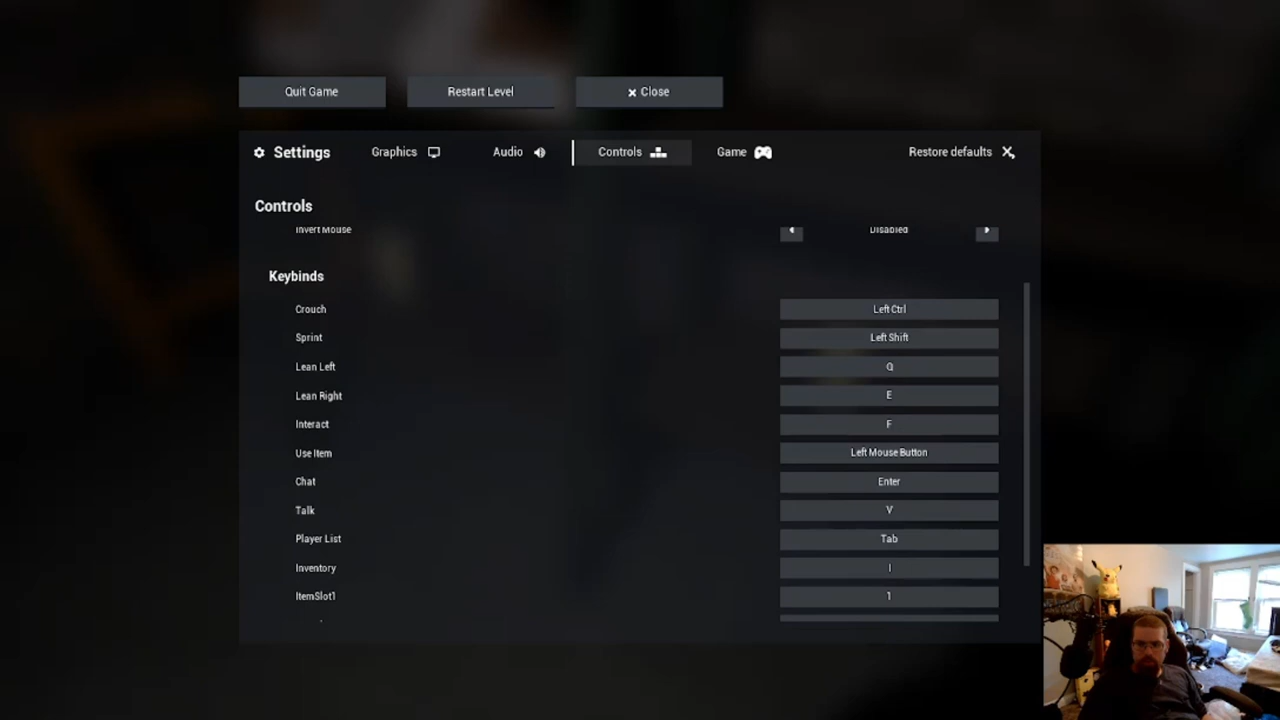 Quit Game
Restart Level
Close
Settings
Graphics
Audio
Controls
Game
Restore defaults
Controls
Invert Mouse
Disabled
Keybinds
Crouch
Left Ctrl
Sprint
Left Shift
Lean Left
Q
Lean Right
E
Interact
F
Use Item
Left Mouse Button
Chat
Enter
Talk
V
Player List
Tab
Inventory
I
ItemSlot1
1